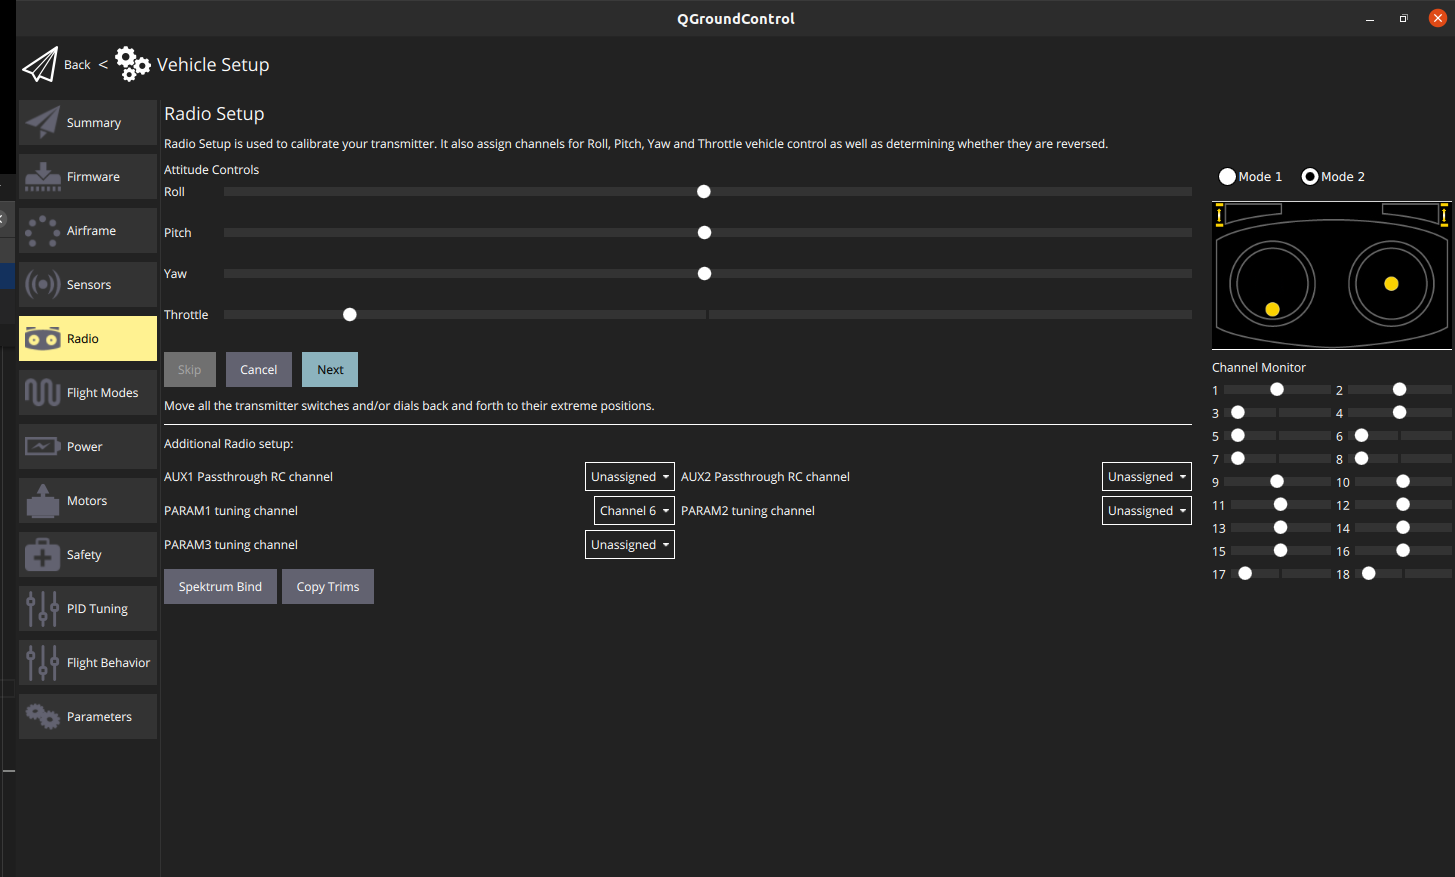 QGroundControl
Back < Vehicle Setup
Summary
Firmware
Airframe
Sensors
Radio
Flight Modes
Power
Motors
Safety
PID Tuning
Flight Behavior
Parameters
Radio Setup
Radio Setup is used to calibrate your transmitter. It also assign channels for Roll, Pitch, Yaw and Throttle vehicle control as well as determining whether they are reversed.
Attitude Controls
Roll
Pitch
Yaw
Throttle
Skip Cancel Next
Move all the transmitter switches and/or dials back and forth to their extreme positions.
Additional Radio setup:
AUX1 Passthrough RC channel Unassigned AUX2 Passthrough RC channel Unassigned
PARAM1 tuning channel Channel 6 PARAM2 tuning channel Unassigned
PARAM3 tuning channel Unassigned
Spektrum Bind Copy Trims
Mode 1 Mode 2
Channel Monitor
1 2
3 4
5 6
7 8
9 10
11 12
13 14
15 16
17 18